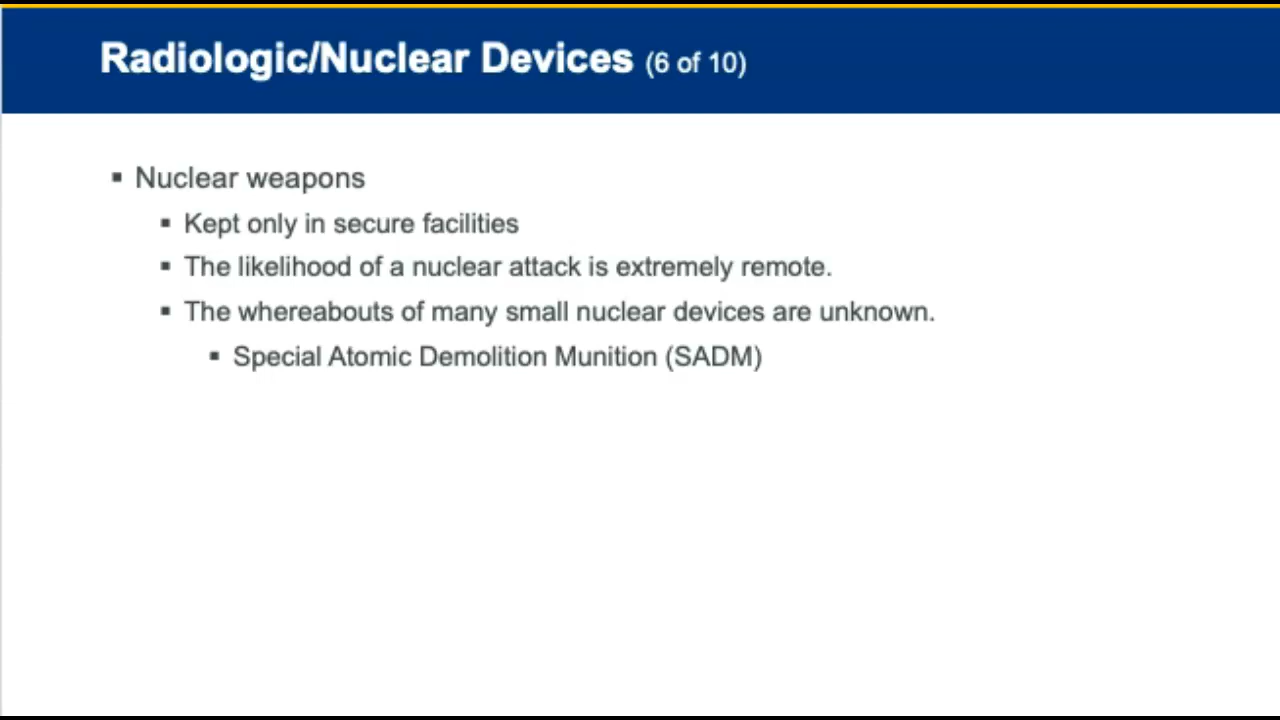 Radiologic/Nuclear Devices (6 of 10)
▪ Nuclear weapons
▪ Kept only in secure facilities
▪ The likelihood of a nuclear attack is extremely remote.
▪ The whereabouts of many small nuclear devices are unknown.
▪ Special Atomic Demolition Munition (SADM)